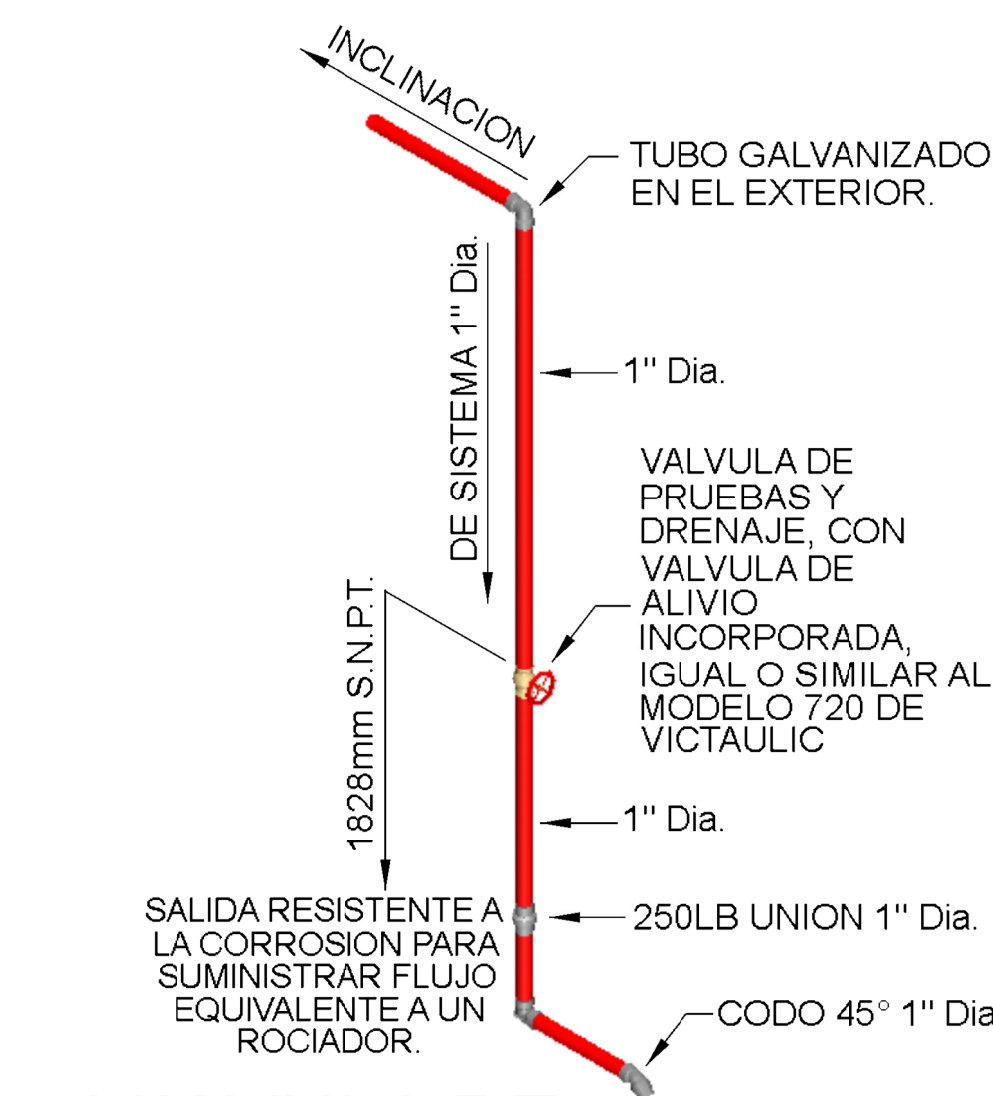 INCLINACION
TUBO GALVANIZADO
EN EL EXTERIOR.
DE SISTEMA 1" Dia.
1" Dia.
VALVULA DE
PRUEBAS Y
DRENAJE, CON
VALVULA DE
ALIVIO
INCORPORADA,
IGUAL O SIMILAR AL
MODELO 720 DE
VICTAULIC
1828mm S.N.P.T.
1" Dia.
SALIDA RESISTENTE A
LA CORROSION PARA
SUMINISTRAR FLUJO
EQUIVALENTE A UN
ROCIADOR.
250LB UNION 1" Dia.
CODO 45° 1" Dia